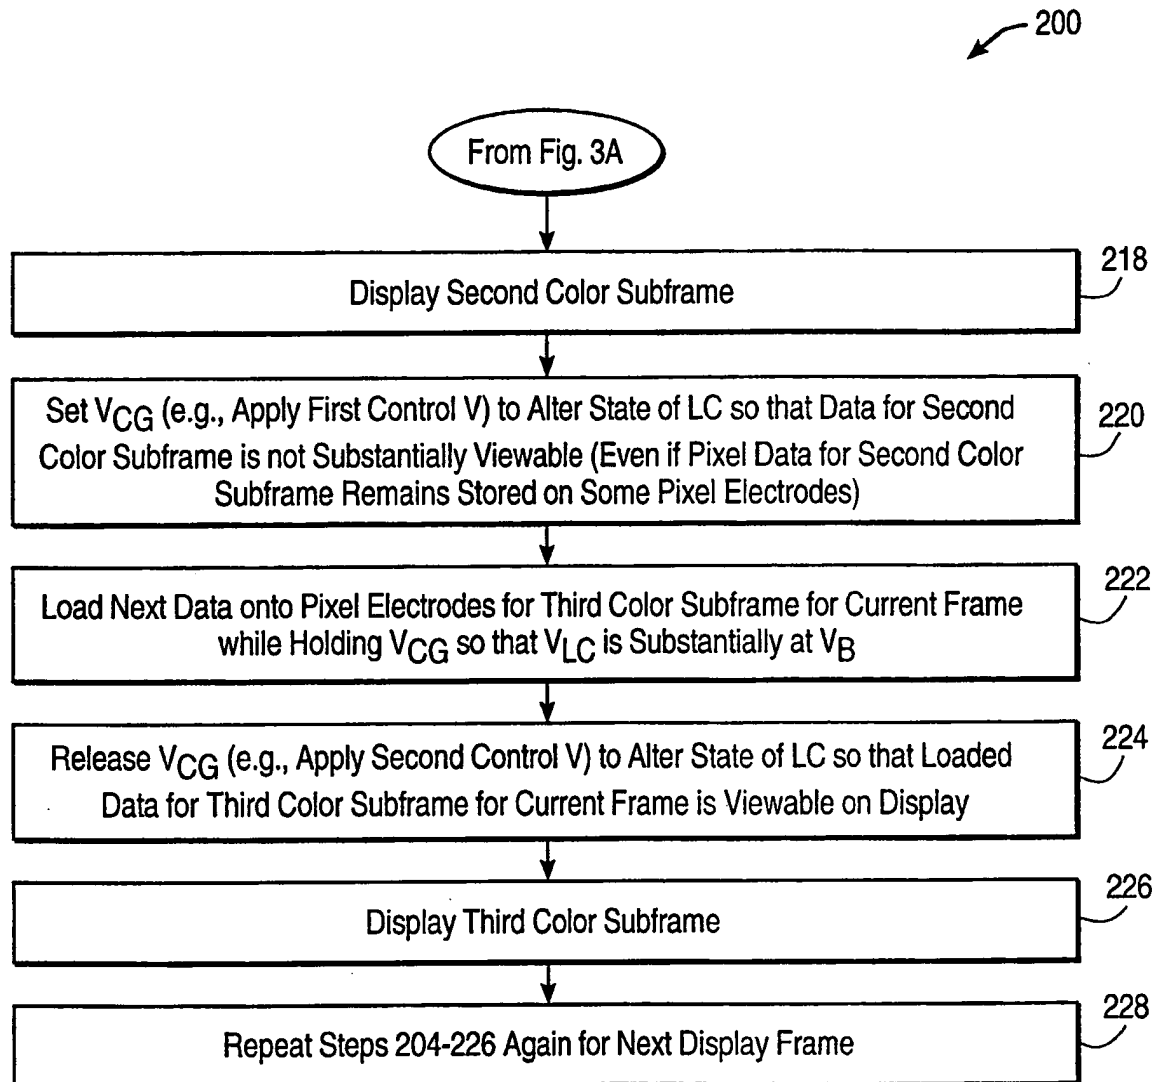 200
From Fig. 3A
218
Display Second Color Subframe
220
Set VCG (e.g., Apply First Control V) to Alter State of LC so that Data for Second
Color Subframe is not Substantially Viewable (Even if Pixel Data for Second Color
Subframe Remains Stored on Some Pixel Electrodes)
222
Load Next Data onto Pixel Electrodes for Third Color Subframe for Current Frame
while Holding VCG so that VLC is Substantially at VB
224
Release VCG (e.g., Apply Second Control V) to Alter State of LC so that Loaded
Data for Third Color Subframe for Current Frame is Viewable on Display
226
Display Third Color Subframe
228
Repeat Steps 204-226 Again for Next Display Frame